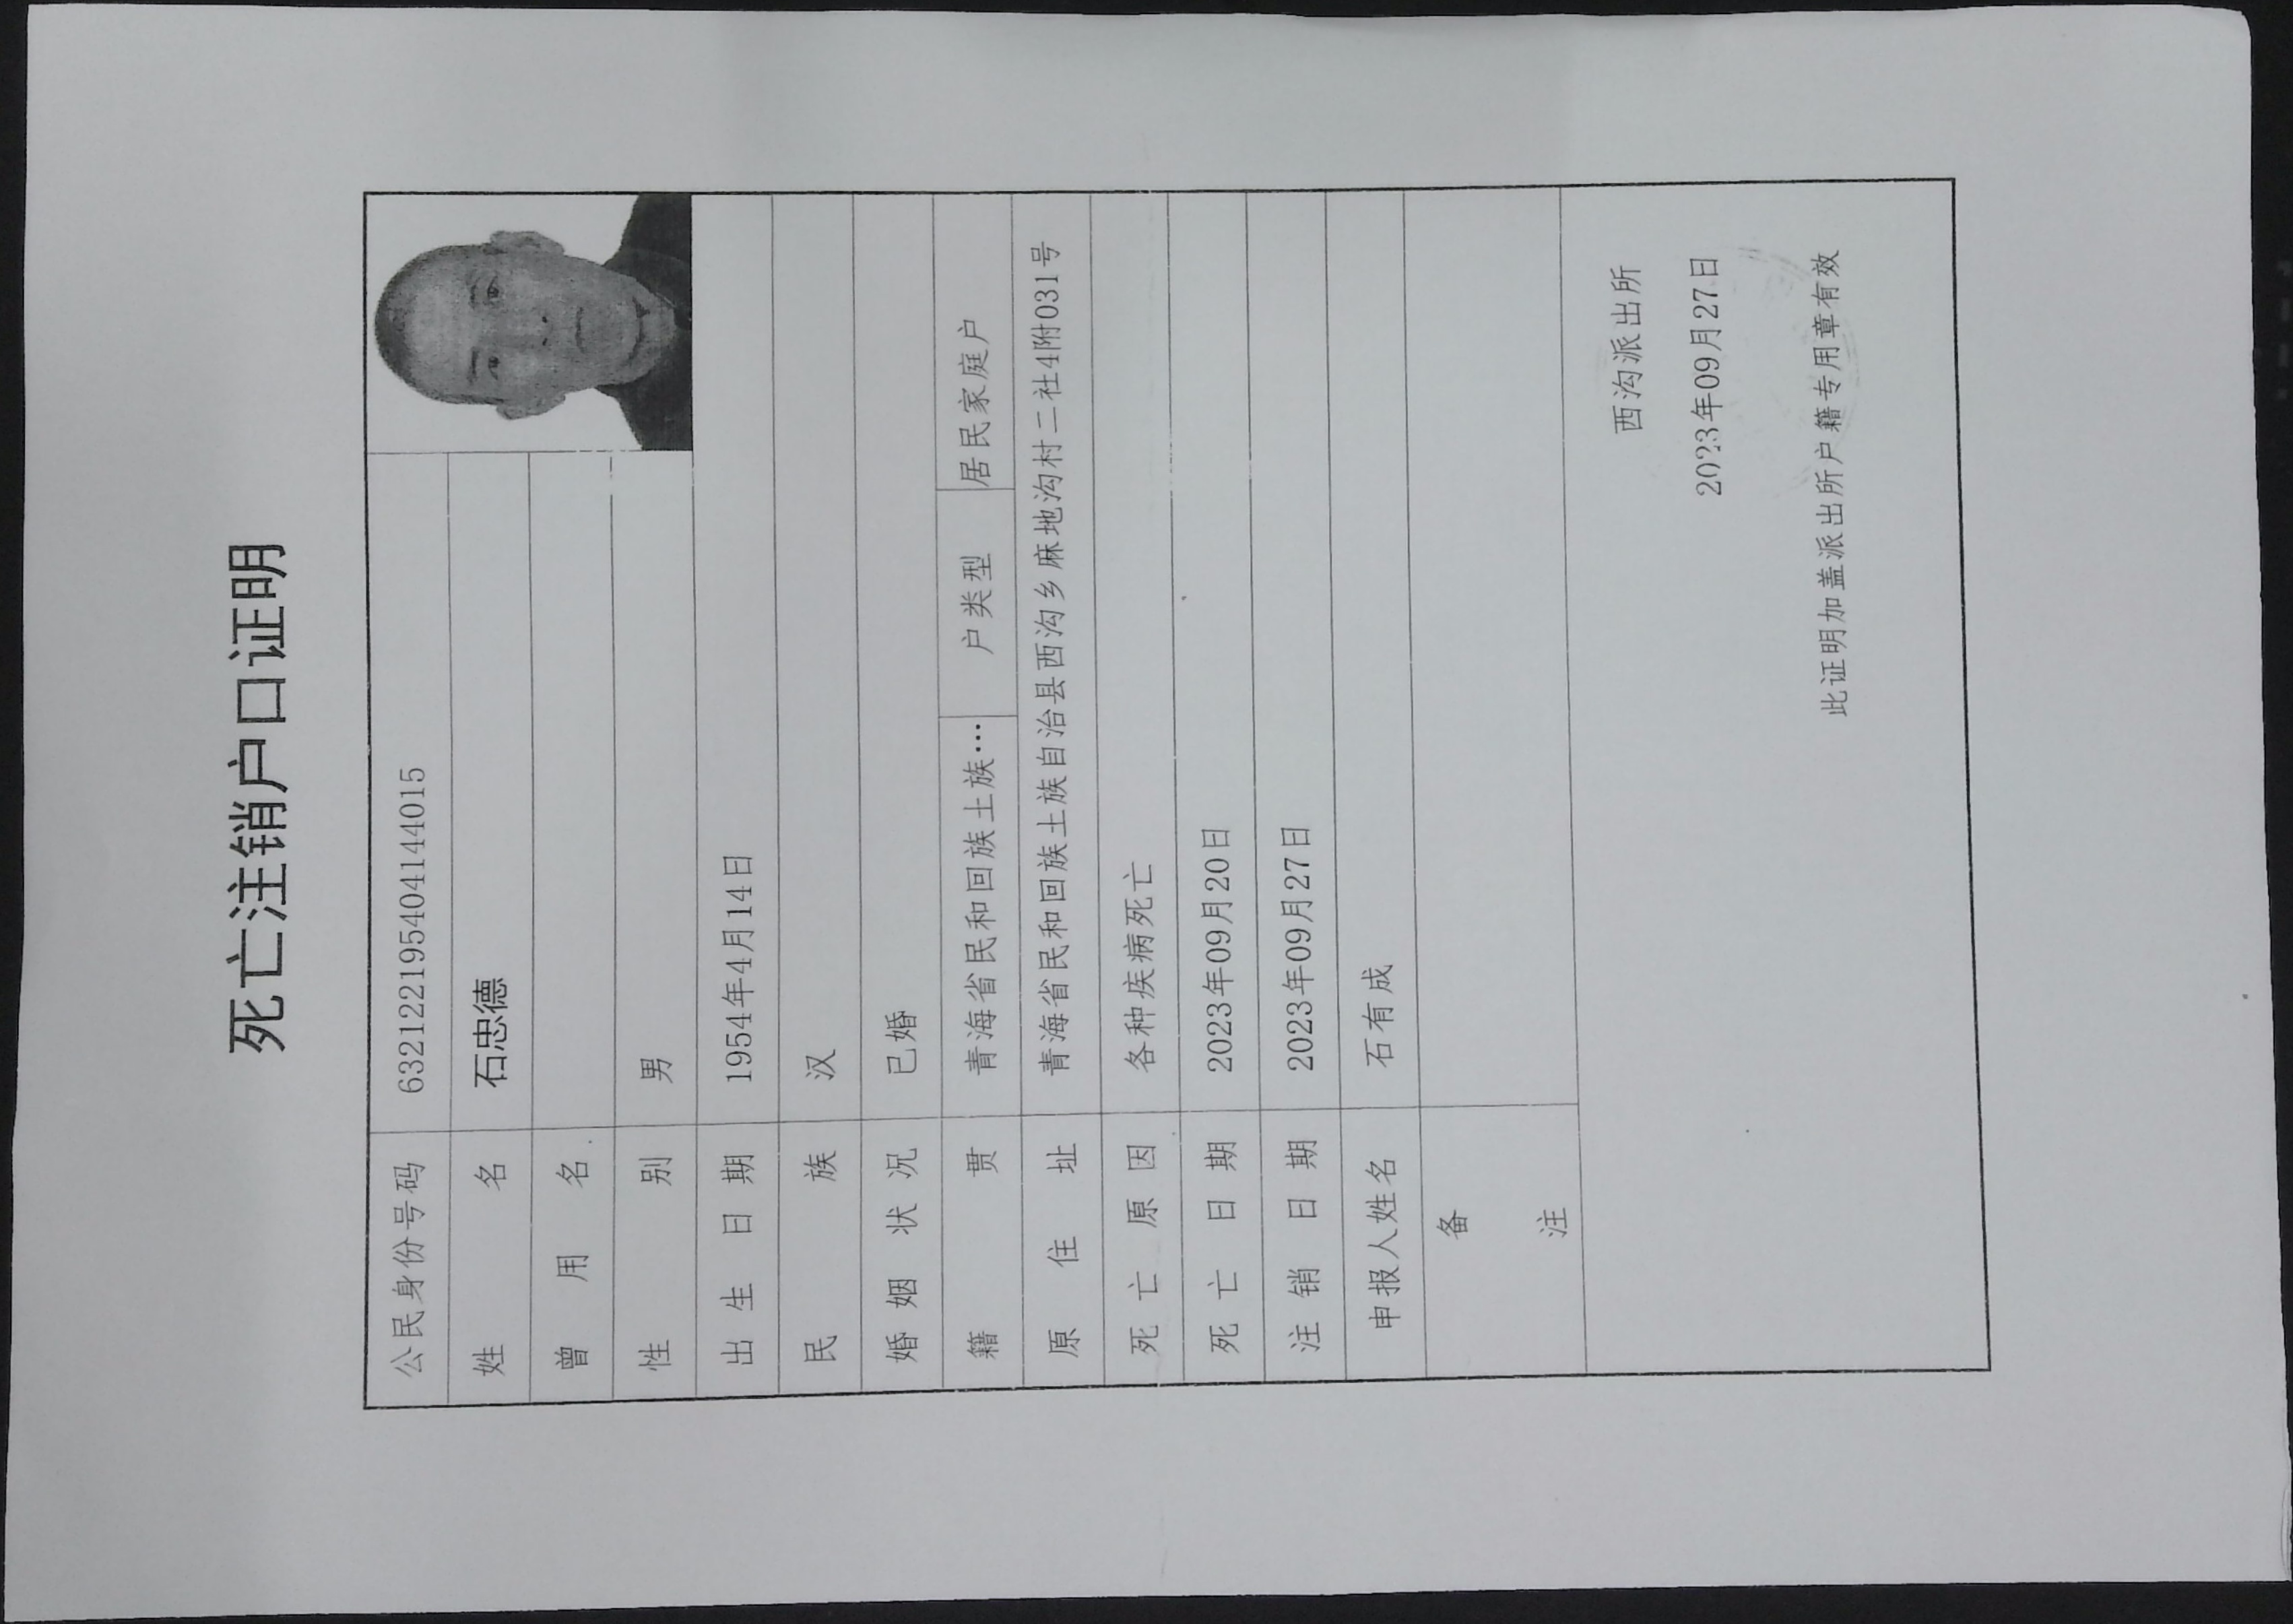 死亡注销户口证明
公民身份号码 632122195404144015
姓名 石忠德
曾用名
性别 男
出生日期 1954年4月14日
民族 汉
婚姻状况 已婚
籍贯 青海省民和回族土族… 户类型 居民家庭户
原住址 青海省民和回族土族自治县西沟乡麻地沟村二社4附031号
死亡原因 各种疾病死亡
死亡日期 2023年09月20日
注销日期 2023年09月27日
申报人姓名 石有成
备
注
西沟派出所
2023年09月27日
此证明加盖派出所户籍专用章有效